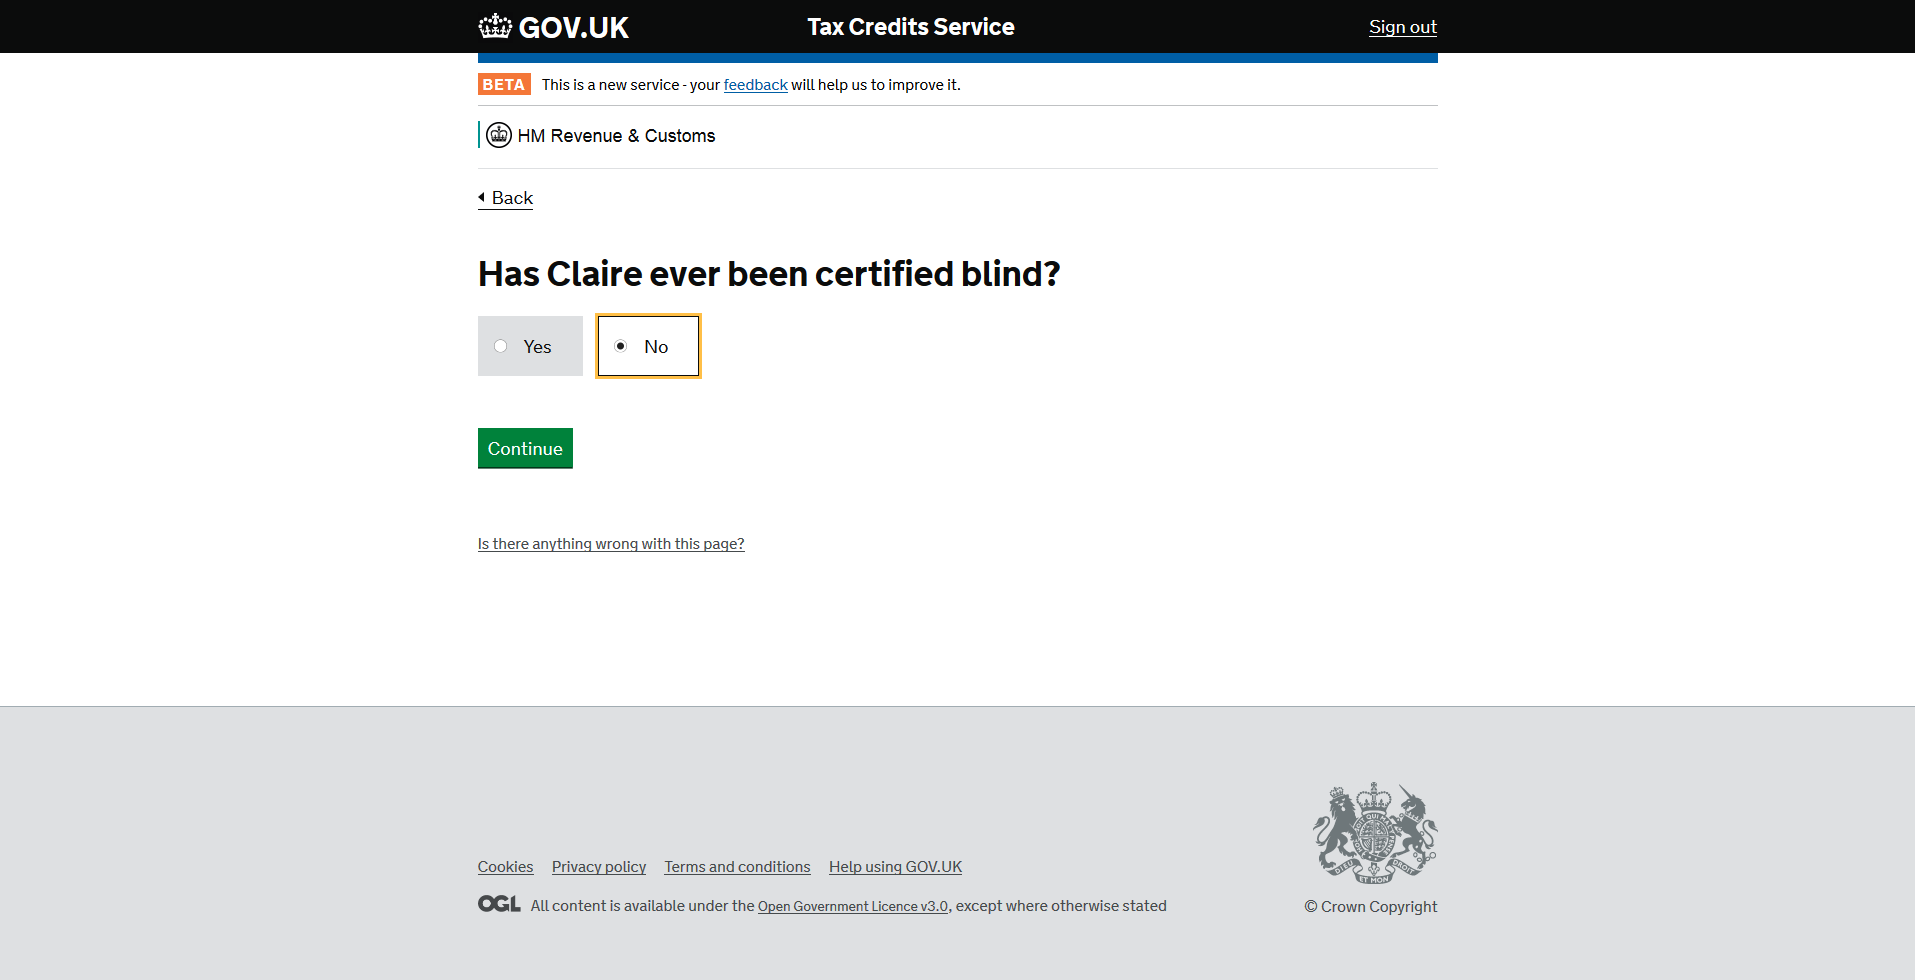 GOV.UK Tax Credits Service Sign out
BETA This is a new service - your feedback will help us to improve it.
HM Revenue & Customs
Back
Has Claire ever been certified blind?
Yes No
Continue
Is there anything wrong with this page?
Cookies Privacy policy Terms and conditions Help using GOV.UK
OGL All content is available under the Open Government Licence v3.0, except where otherwise stated
© Crown Copyright